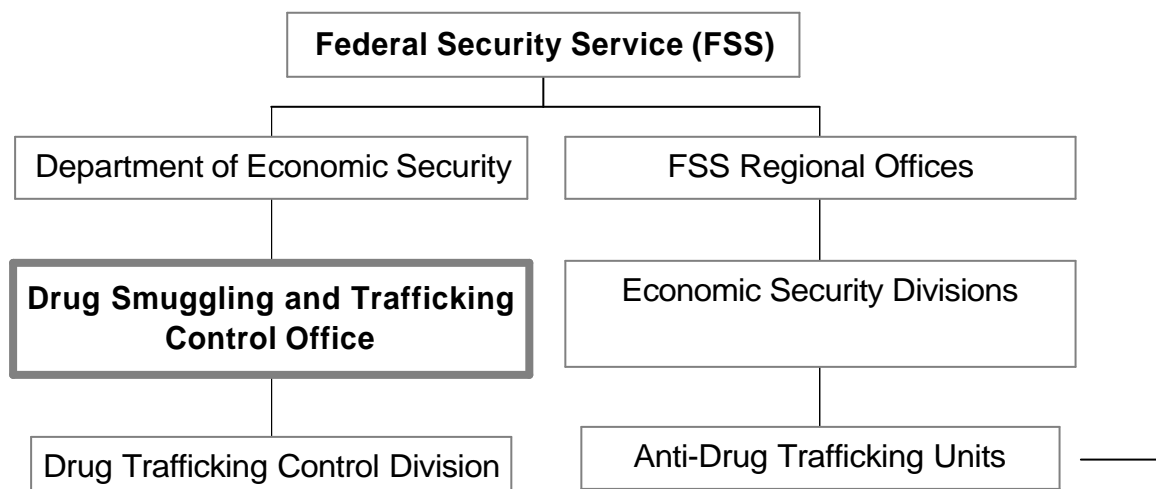 Federal Security Service (FSS)
Department of Economic Security
FSS Regional Offices
Drug Smuggling and Trafficking
Control Office
Economic Security Divisions
Drug Trafficking Control Division
Anti-Drug Trafficking Units